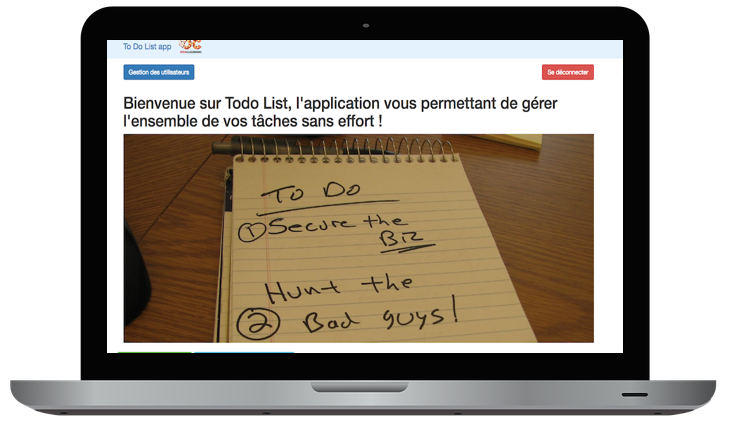 To Do List app
Gestion des utilisateurs
Se déconnecter
Bienvenue sur Todo List, l'application vous permettant de gérer
l'ensemble de vos tâches sans effort !
To Do
① Secure the
Biz
Hunt the
② Bad guys!